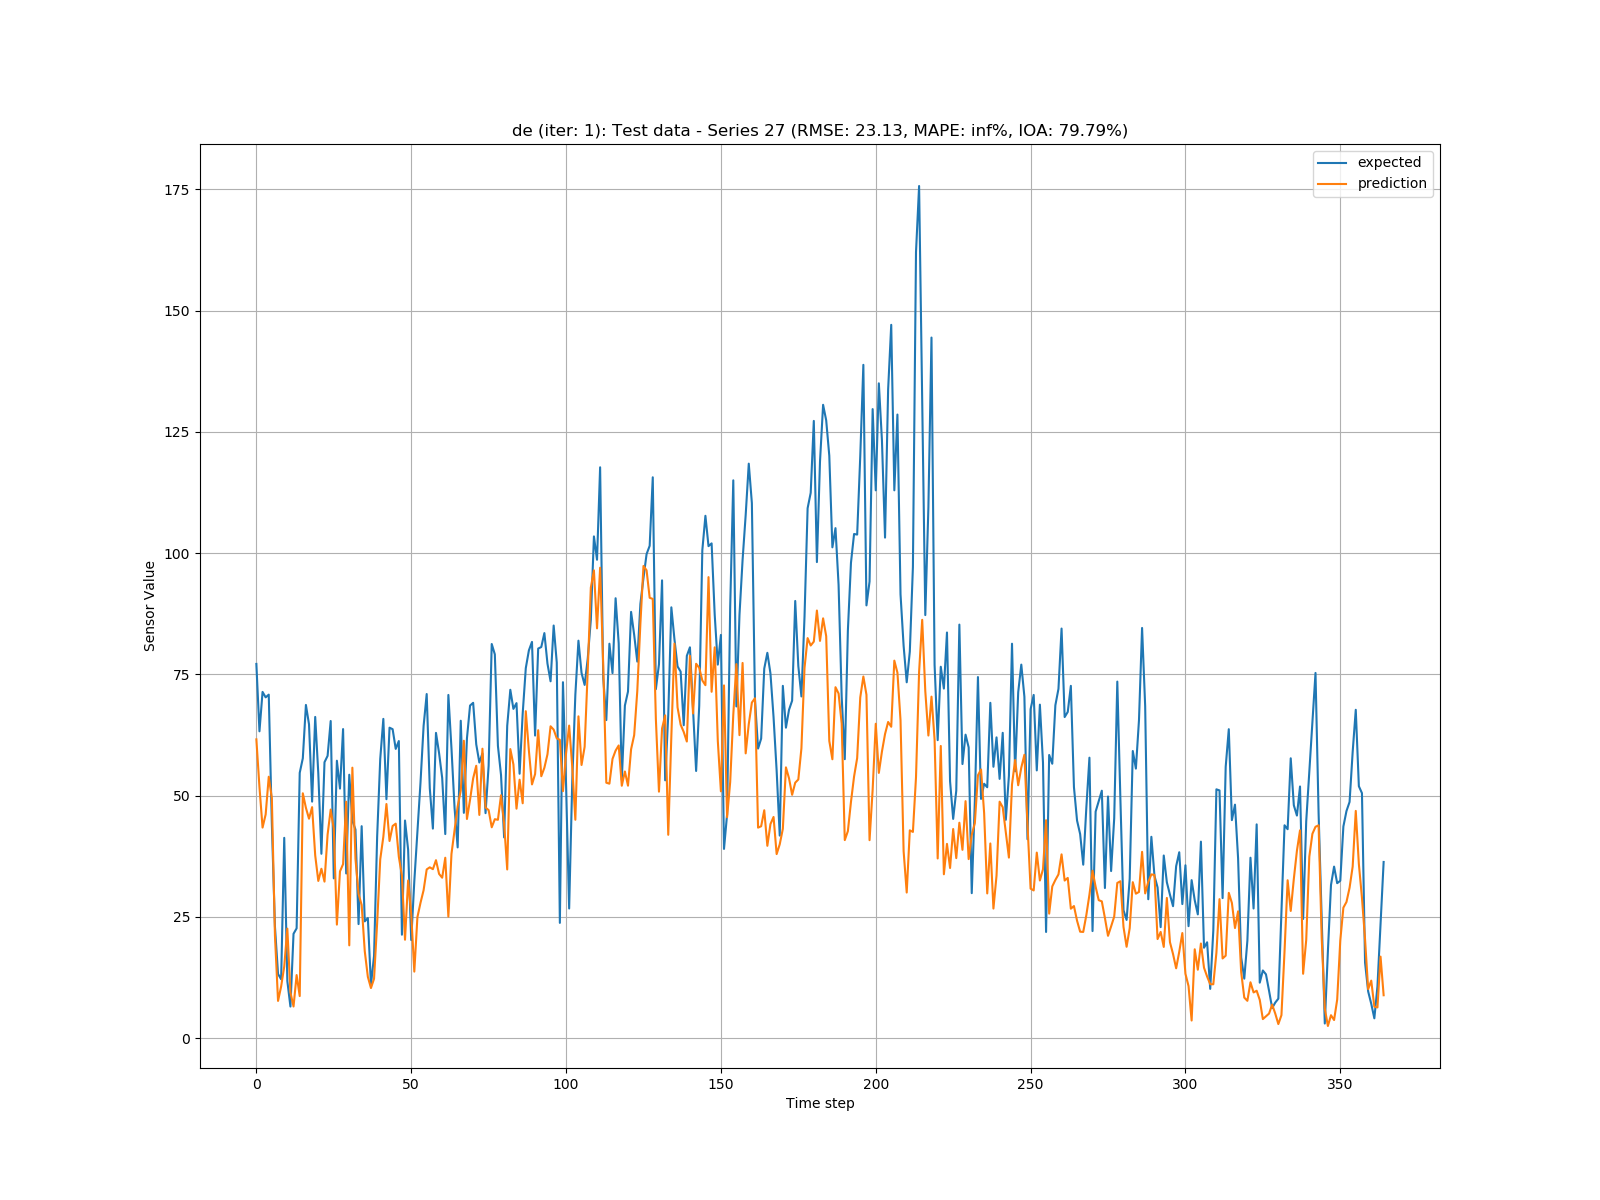 de (iter: 1): Test data - Series 27 (RMSE: 23.13, MAPE: inf%, IOA: 79.79%)
expected
prediction
175
150
125
100
75
50
25
0
Sensor Value
0 50 100 150 200 250 300 350
Time step